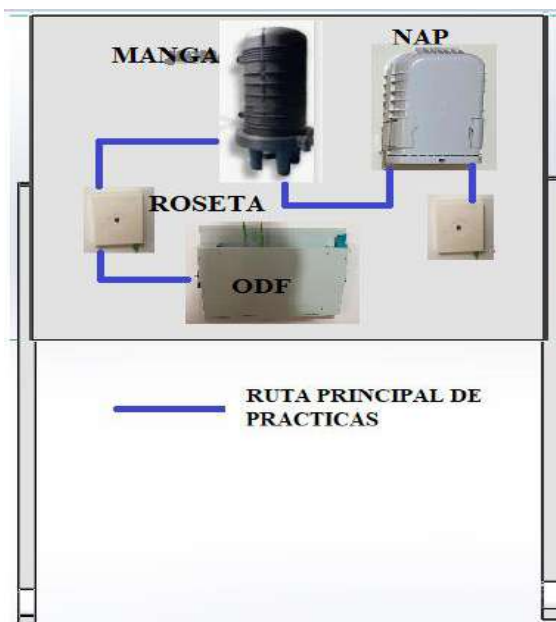 MANGA
NAP
ROSETA
ODF
RUTA PRINCIPAL DE
PRACTICAS